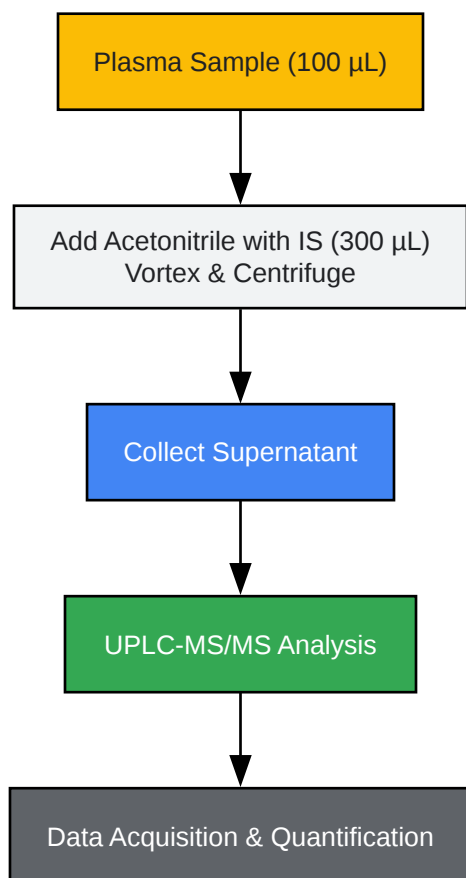 Plasma Sample (100 µL)
Add Acetonitrile with IS (300 µL)
Vortex & Centrifuge
Collect Supernatant
UPLC-MS/MS Analysis
Data Acquisition & Quantification